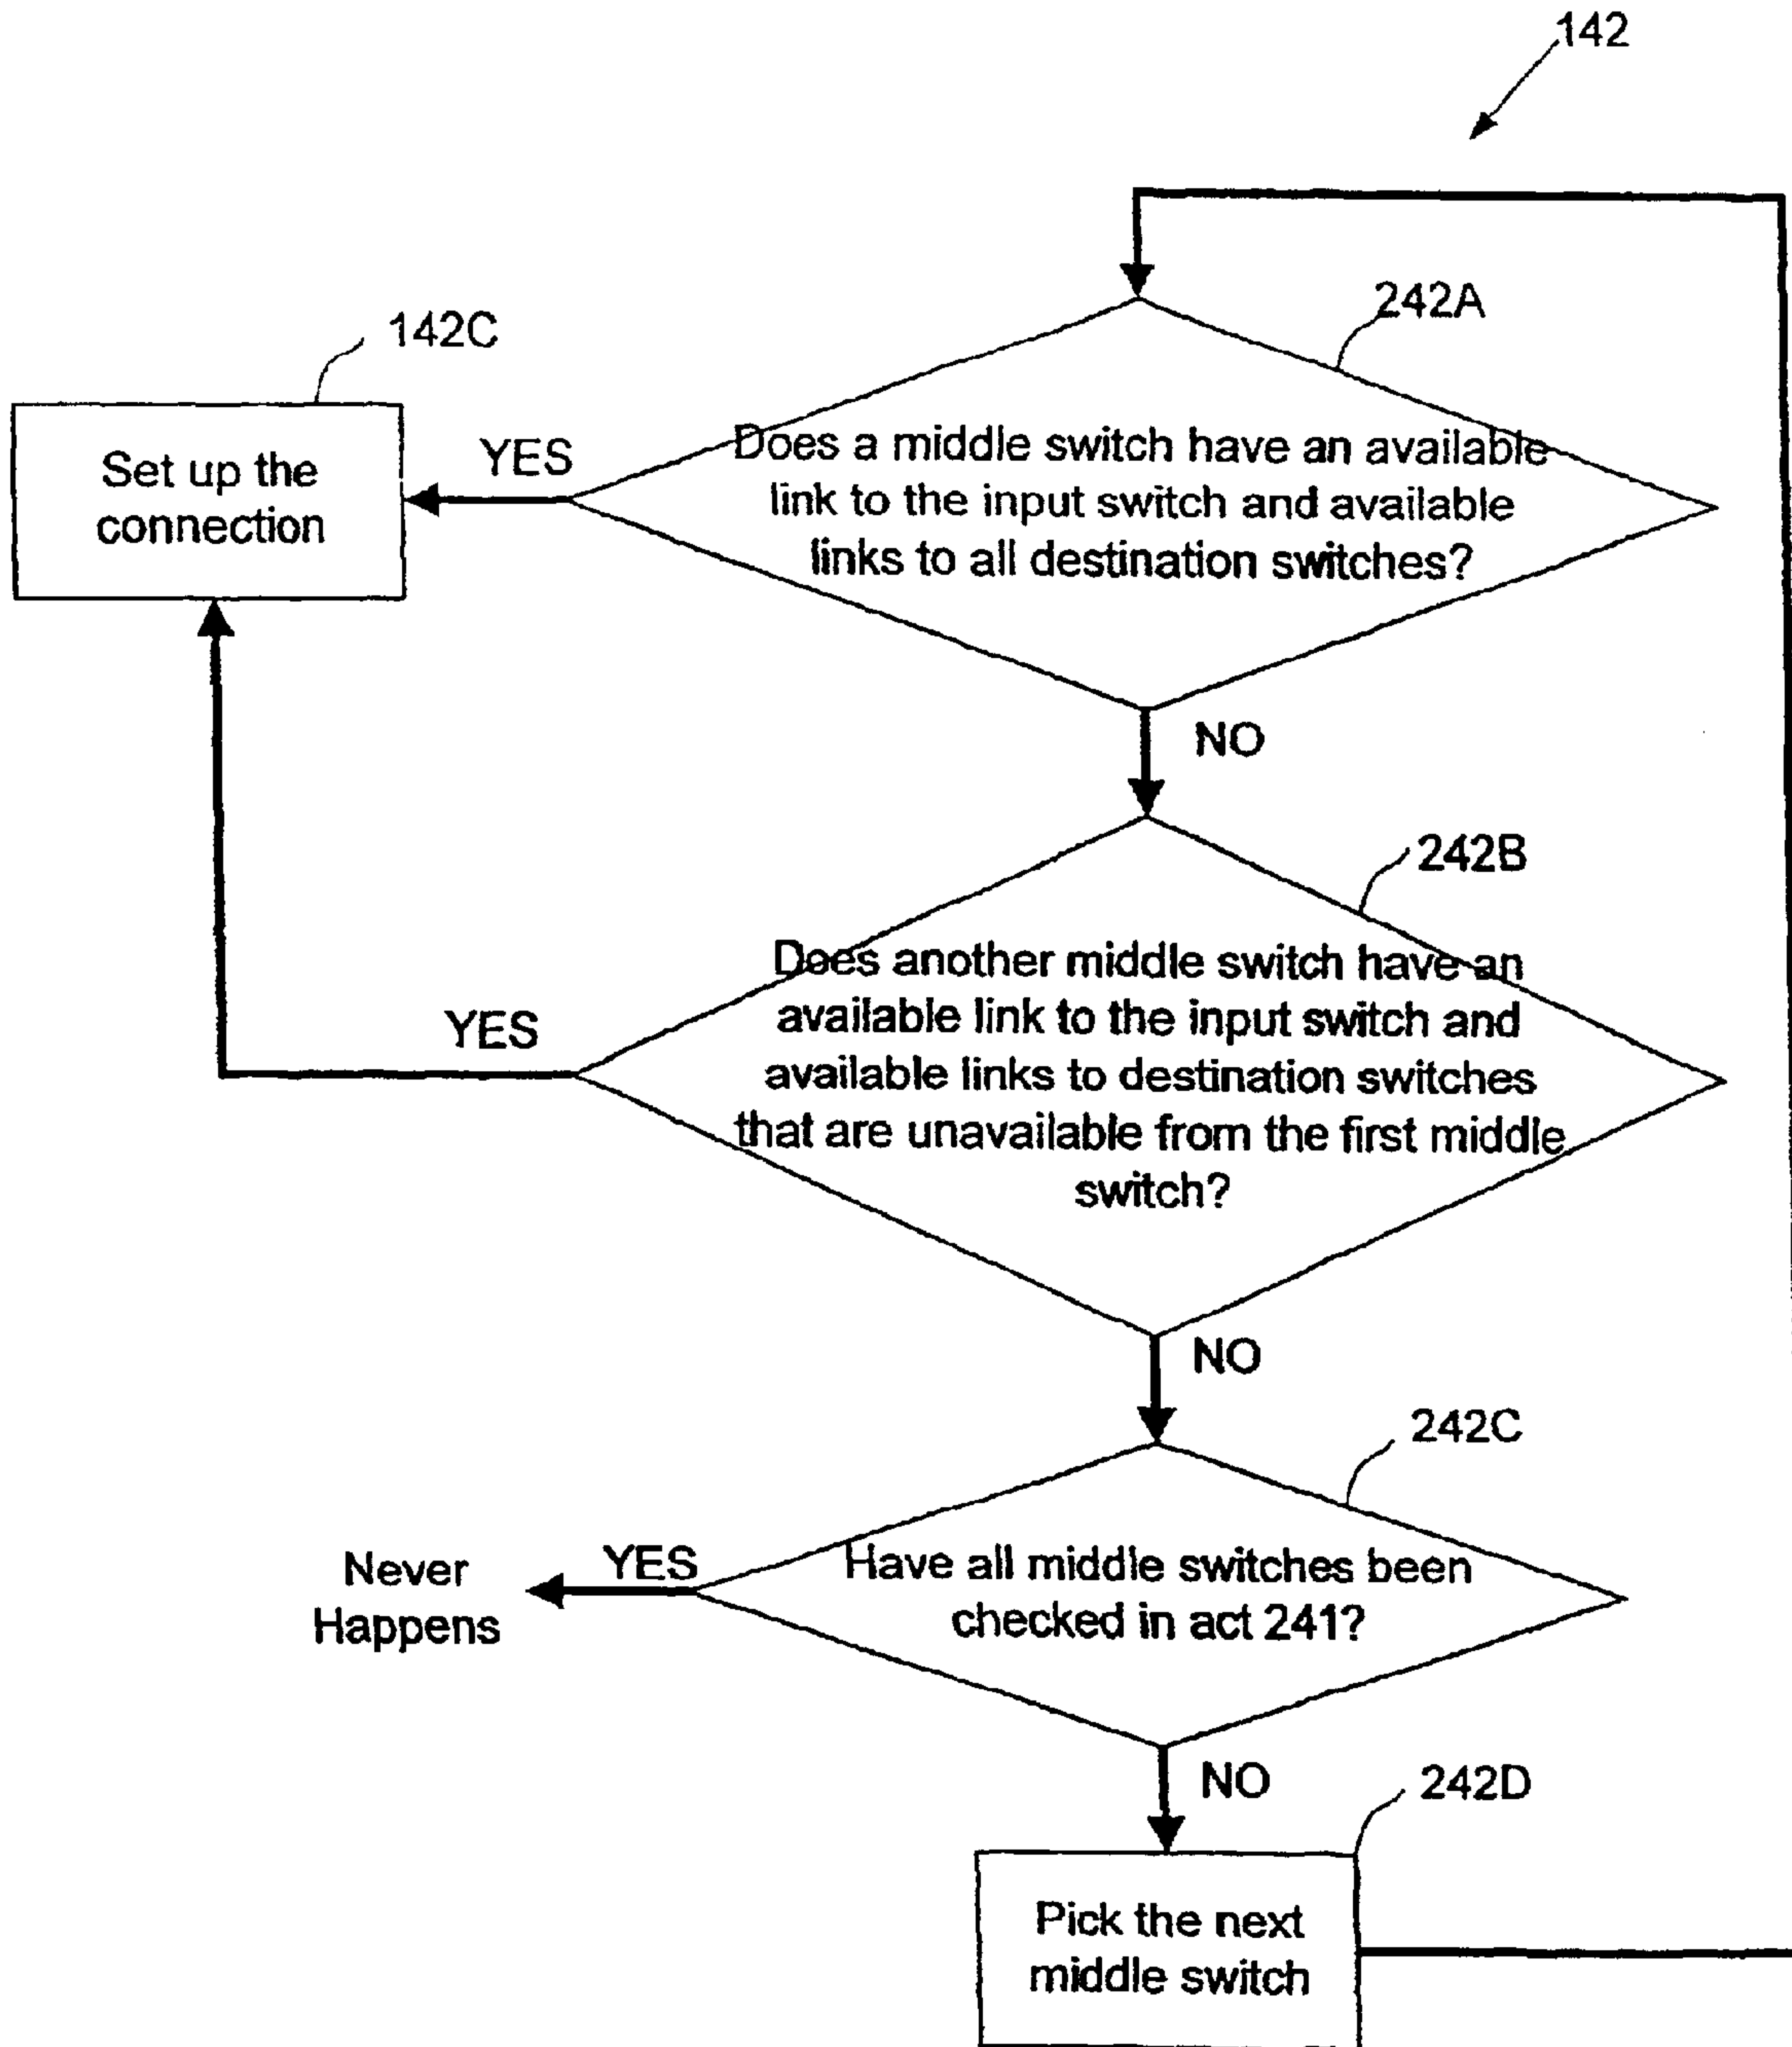 142
242A
142C
Set up the
connection
YES
Does a middle switch have an available
link to the input switch and available
links to all destination switches?
NO
242B
Does another middle switch have an
available link to the input switch and
available links to destination switches
that are unavailable from the first middle
switch?
YES
NO
242C
Have all middle switches been
checked in act 241?
YES
Never
Happens
NO
242D
Pick the next
middle switch